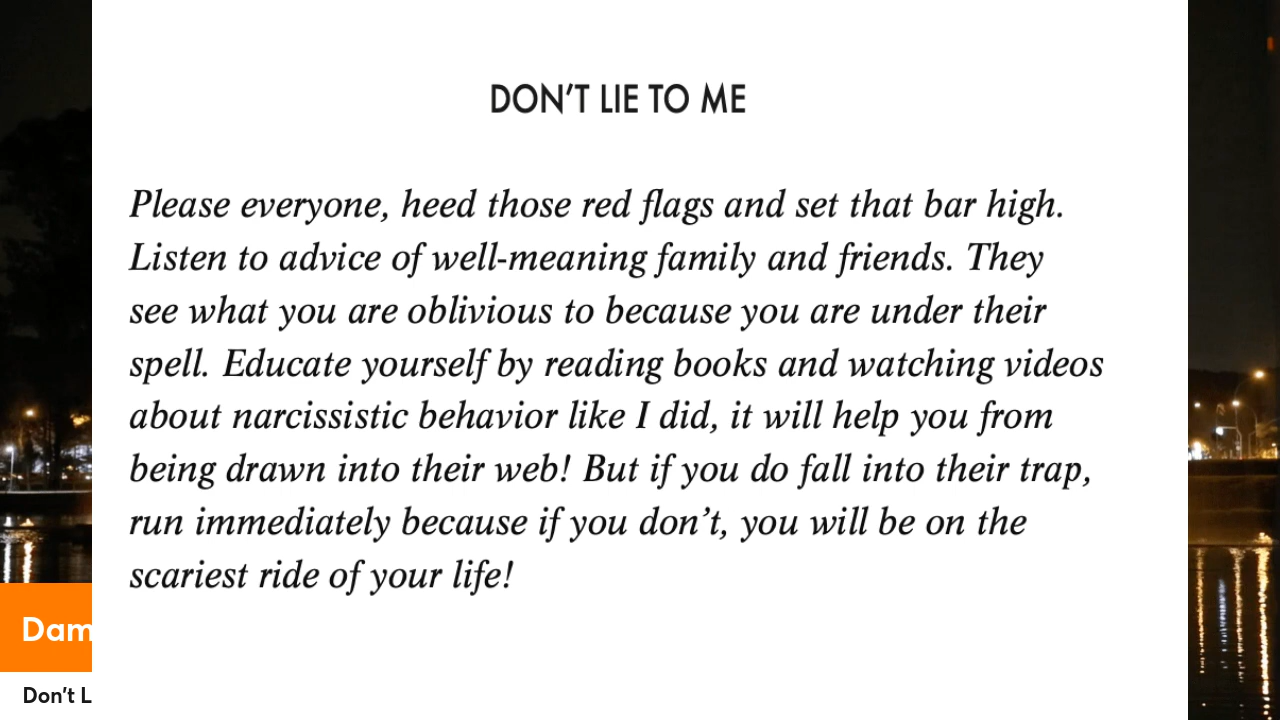 DON’T LIE TO ME
Please everyone, heed those red flags and set that bar high.
Listen to advice of well-meaning family and friends. They
see what you are oblivious to because you are under their
spell. Educate yourself by reading books and watching videos
about narcissistic behavior like I did, it will help you from
being drawn into their web! But if you do fall into their trap,
run immediately because if you don’t, you will be on the
scariest ride of your life!
Dam
Don’t L